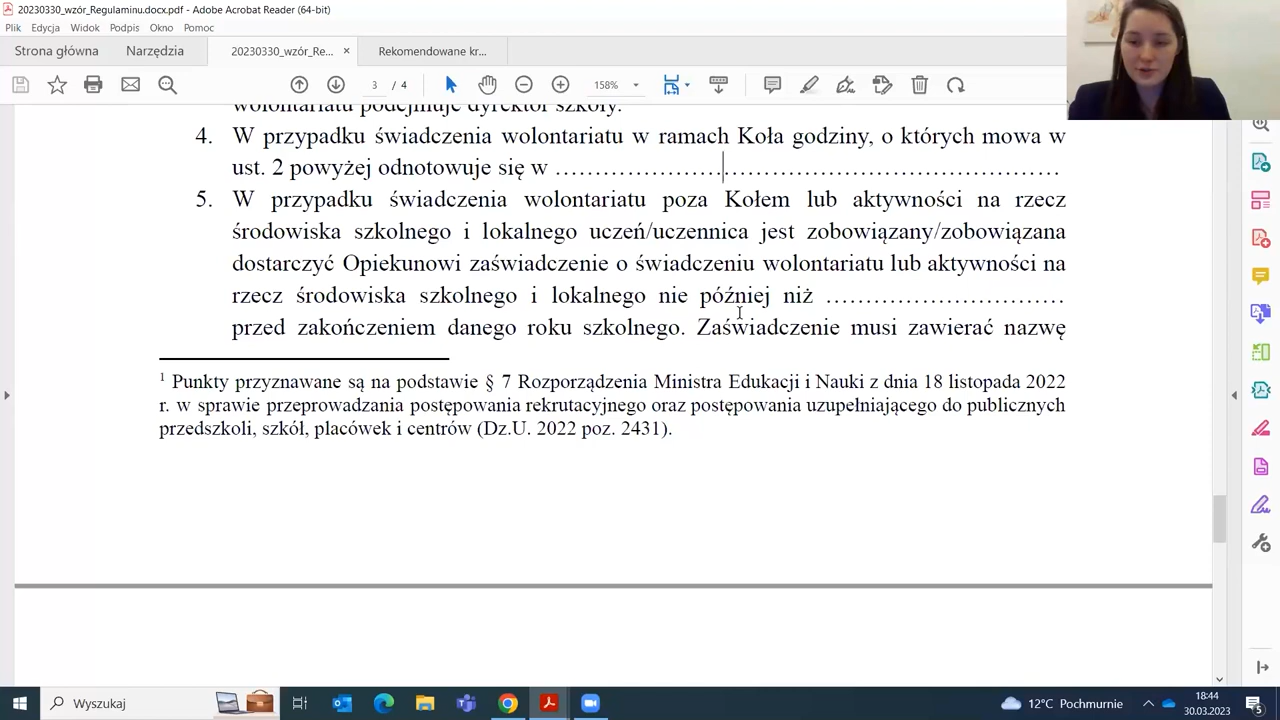 20230330_wzór_Regulaminu.docx.pdf - Adobe Acrobat Reader (64-bit)
Plik Edycja Widok Podpis Okno Pomoc
Strona główna Narzędzia 20230330_wzór_Re... × Rekomendowane kr...
3 / 4 158%
wolontariatu podejmuje dyrektor szkoły.
4. W przypadku świadczenia wolontariatu w ramach Koła godziny, o których mowa w
ust. 2 powyżej odnotowuje się w ……………………………………………………
5. W przypadku świadczenia wolontariatu poza Kołem lub aktywności na rzecz
środowiska szkolnego i lokalnego uczeń/uczennica jest zobowiązany/zobowiązana
dostarczyć Opiekunowi zaświadczenie o świadczeniu wolontariatu lub aktywności na
rzecz środowiska szkolnego i lokalnego nie później niż …………………………
przed zakończeniem danego roku szkolnego. Zaświadczenie musi zawierać nazwę
1 Punkty przyznawane są na podstawie § 7 Rozporządzenia Ministra Edukacji i Nauki z dnia 18 listopada 2022
r. w sprawie przeprowadzania postępowania rekrutacyjnego oraz postępowania uzupełniającego do publicznych
przedszkoli, szkół, placówek i centrów (Dz.U. 2022 poz. 2431).
Wyszukaj 12°C Pochmurnie 18:44
30.03.2023 5